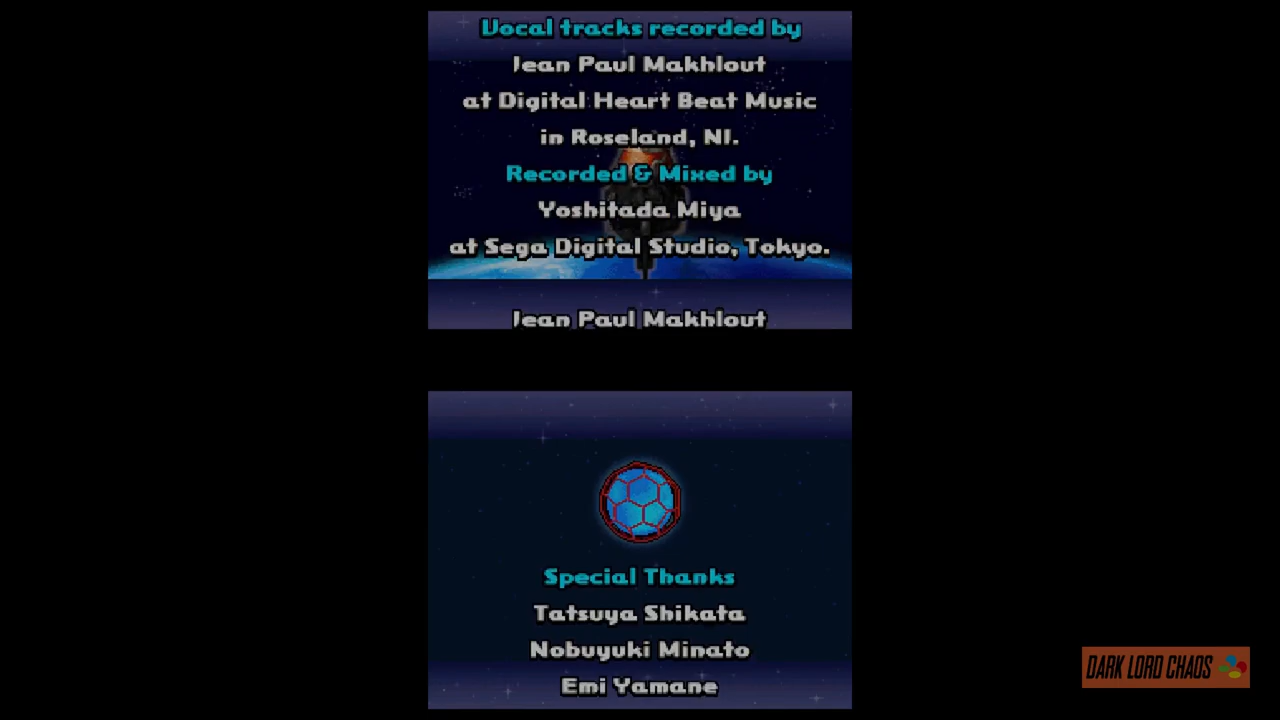 Vocal tracks recorded by
Jean Paul Makhlouf
at Digital Heart Beat Music
in Roseland, NJ.
Recorded & Mixed by
Yoshitada Miya
at Sega Digital Studio, Tokyo.
Jean Paul Makhlouf
Special Thanks
Tatsuya Shikata
Nobuyuki Minato
Emi Yamane
DARK LORD CHAOS